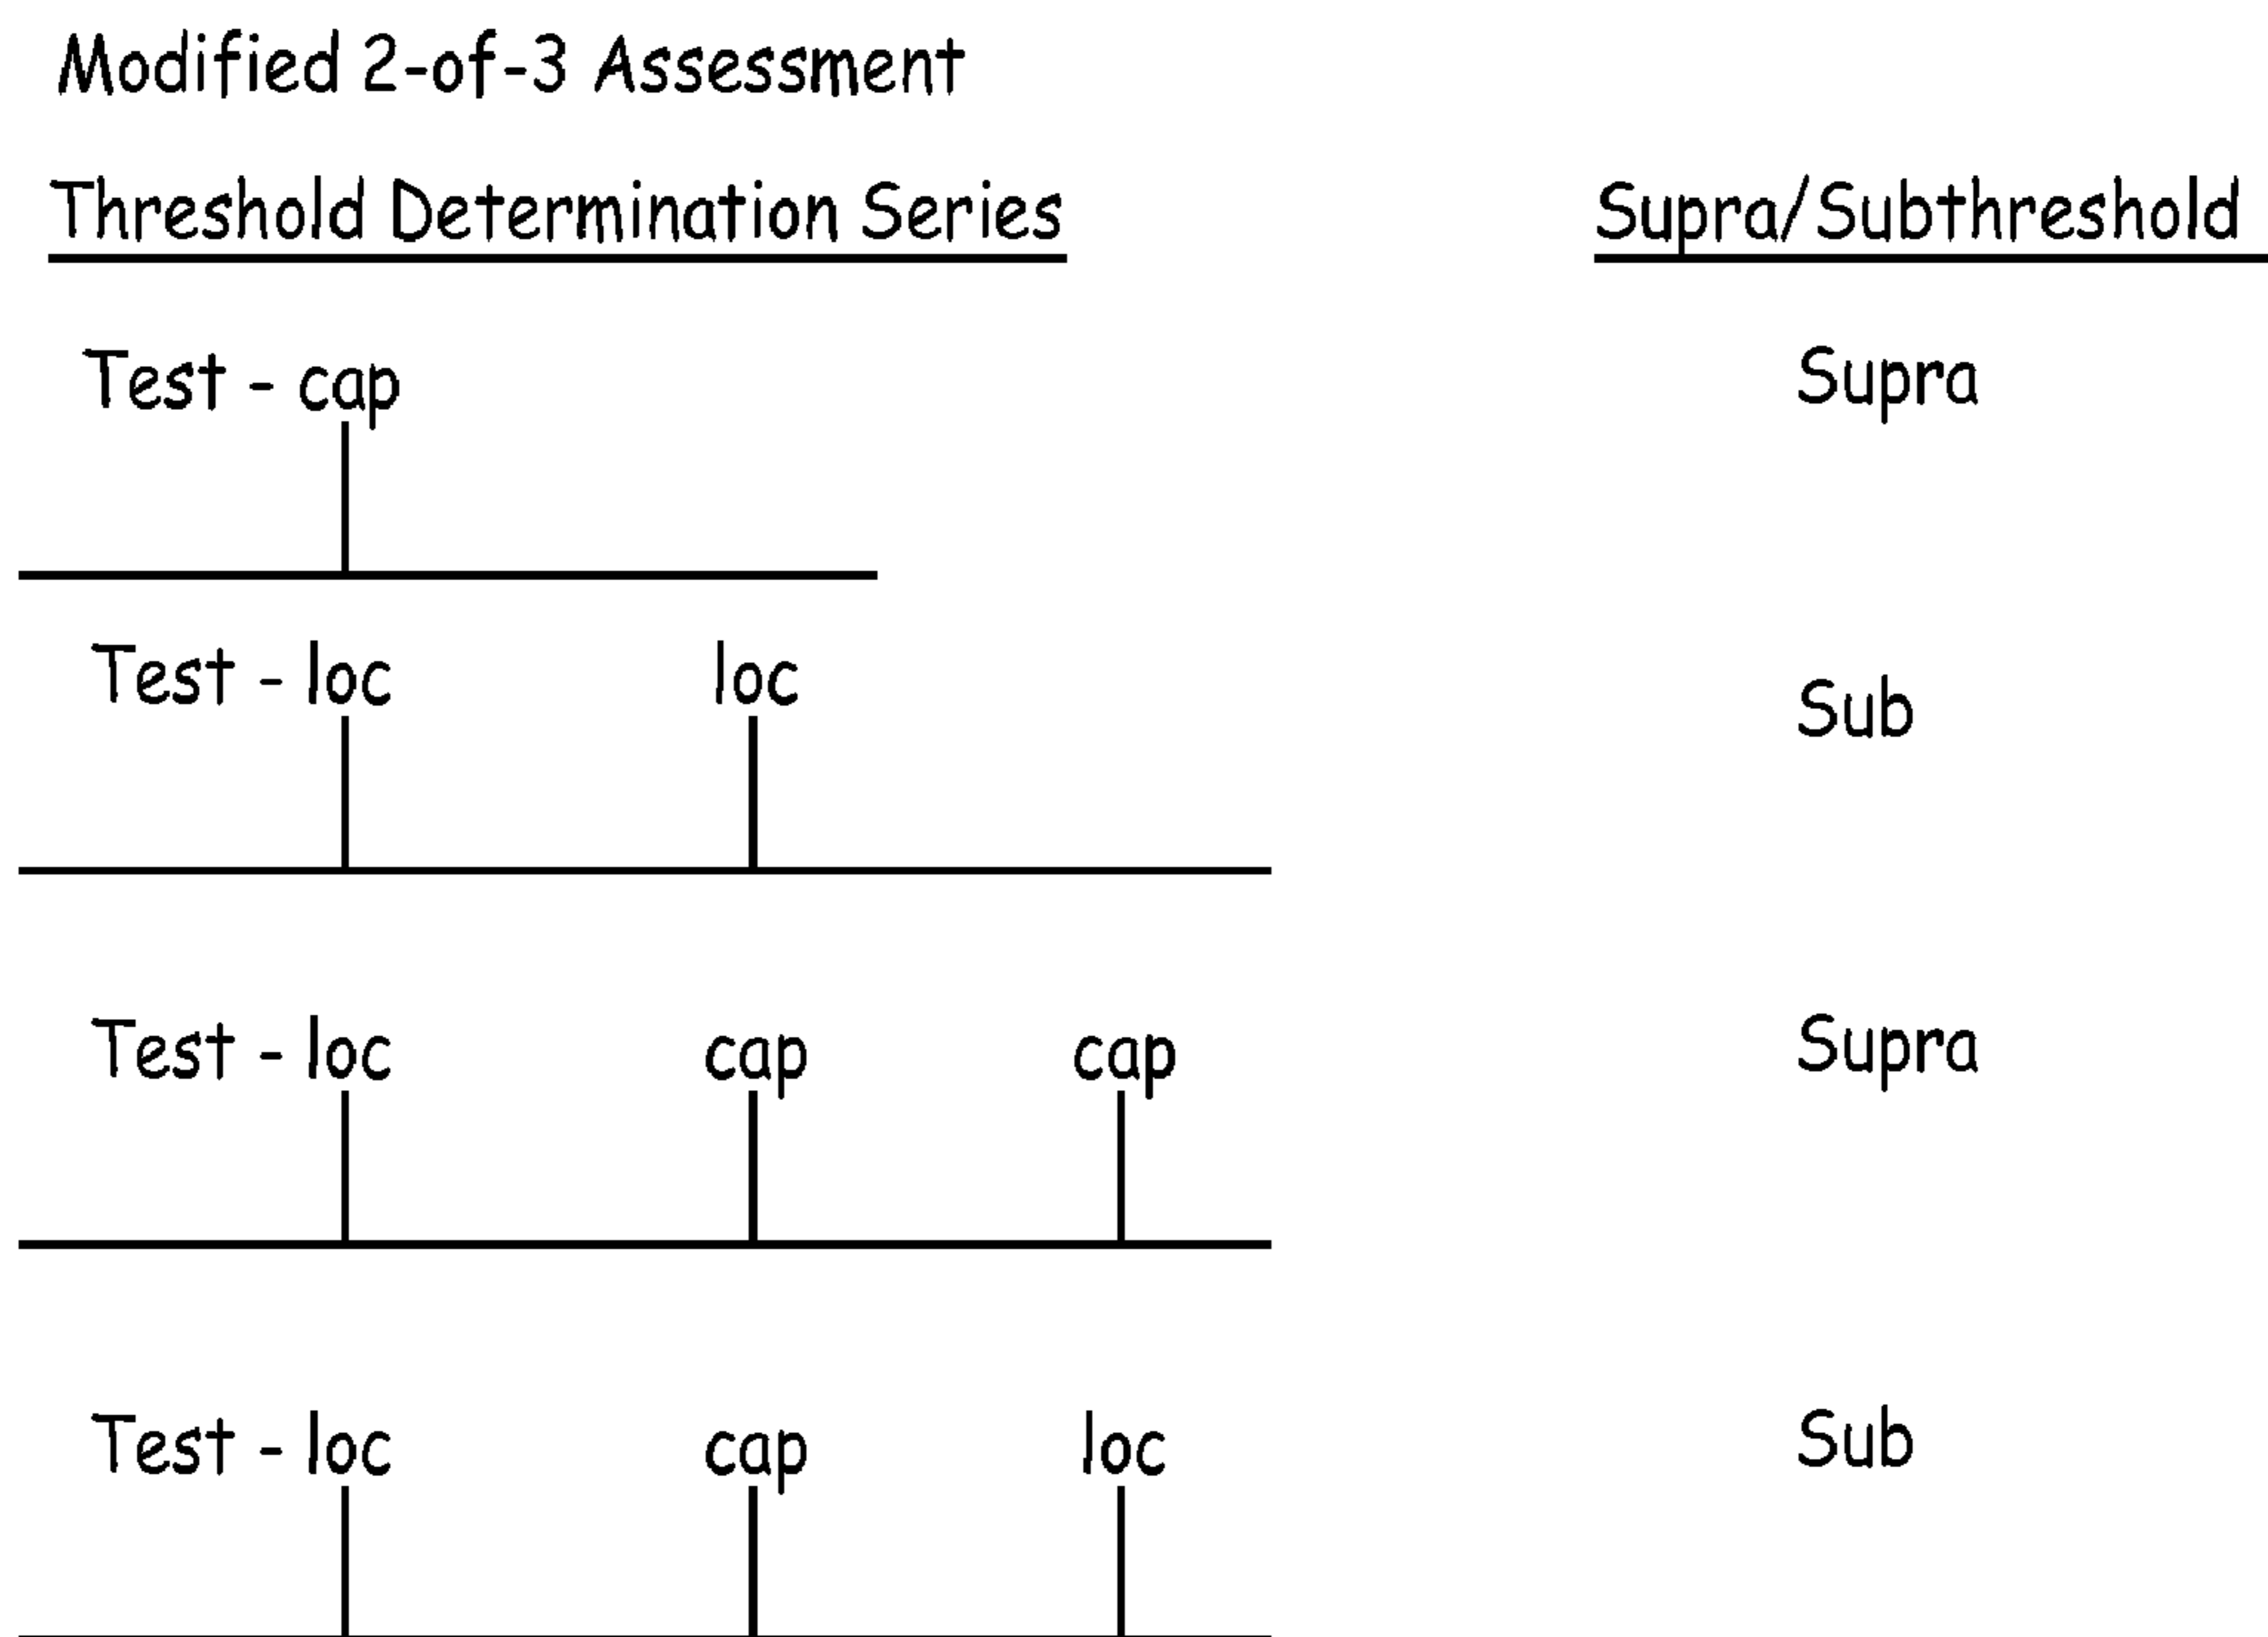 Modified 2-of-3 Assessment
Threshold Determination Series Supra/Subthreshold
Test - cap Supra
Test - loc loc Sub
Test - loc cap cap Supra
Test - loc cap loc Sub